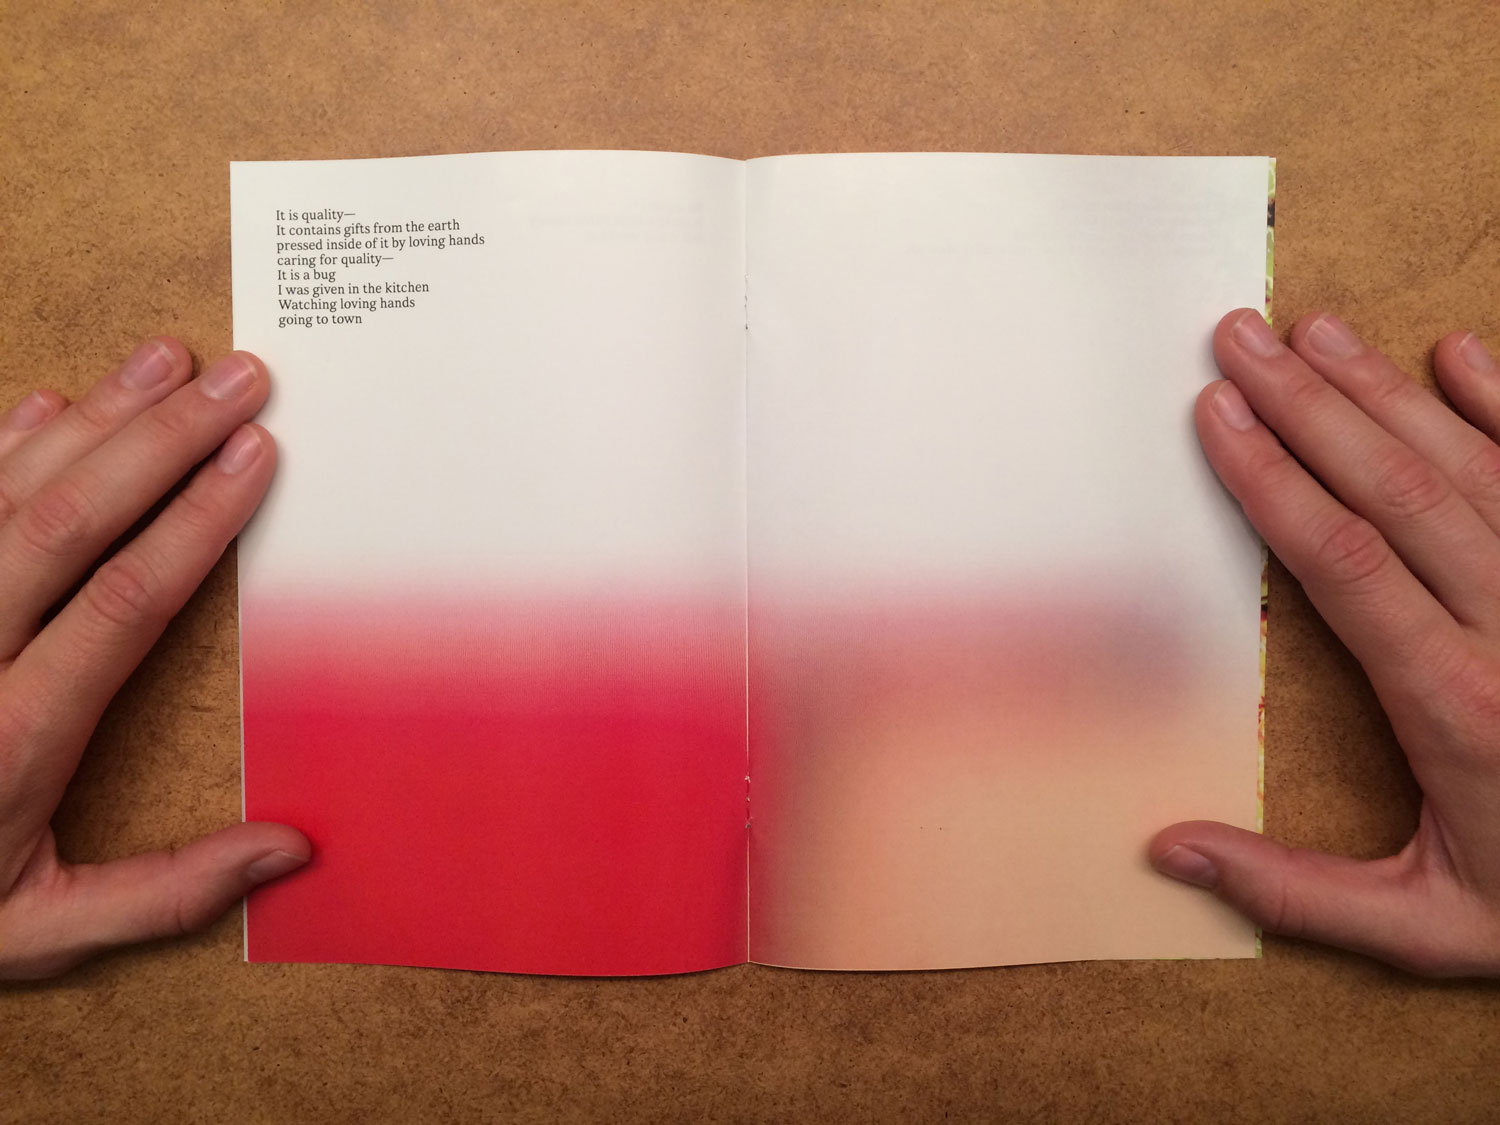 It is quality—
It contains gifts from the earth
pressed inside of it by loving hands
caring for quality—
It is a bug
I was given in the kitchen
Watching loving hands
going to town